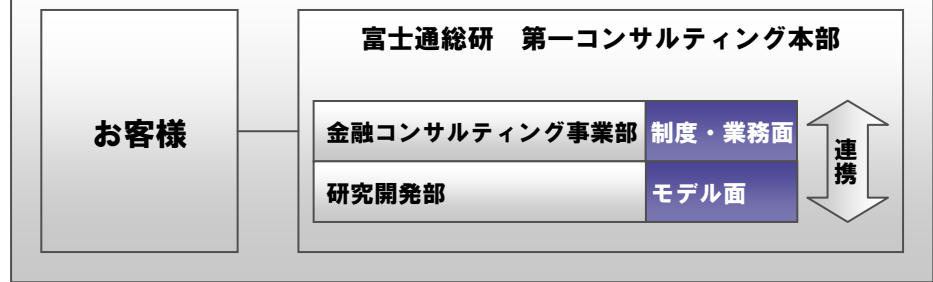 富士通総研　第一コンサルティング本部
お客様
金融コンサルティング事業部 制度・業務面
研究開発部 モデル面
連携